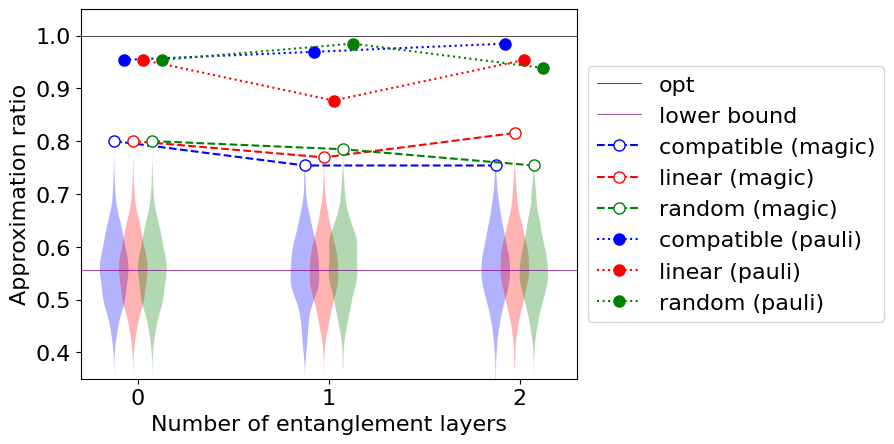 1.0
0.9
0.8
0.7
0.6
0.5
0.4
Approximation ratio
0 1 2
Number of entanglement layers
opt
lower bound
compatible (magic)
linear (magic)
random (magic)
compatible (pauli)
linear (pauli)
random (pauli)